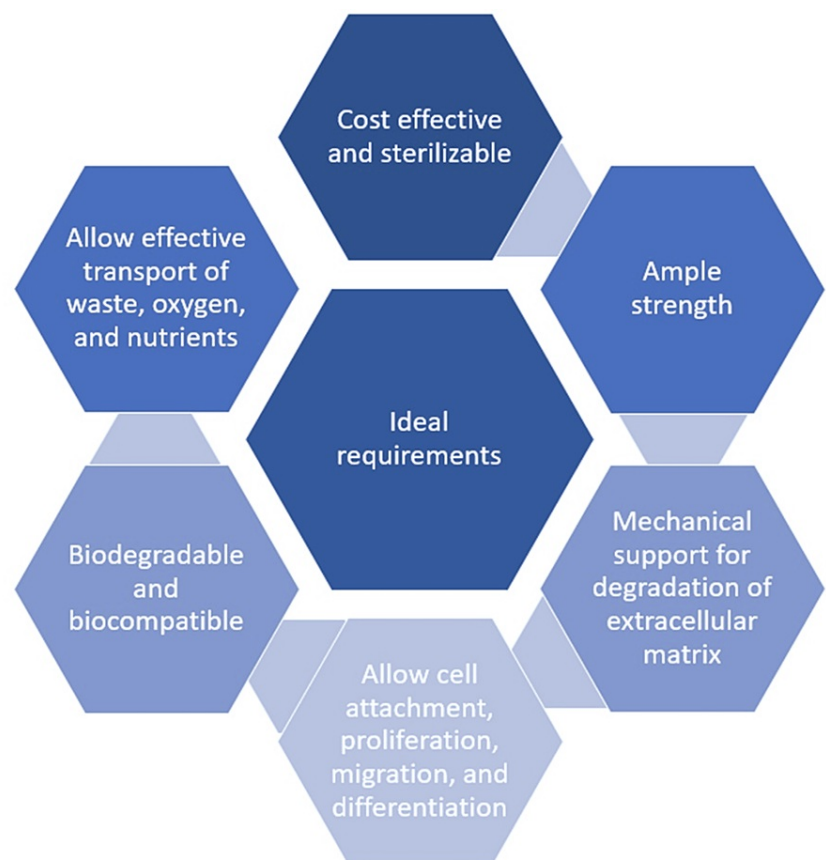 Cost effective
and sterilizable
Allow effective
transport of
waste, oxygen,
and nutrients
Ample
strength
Ideal
requirements
Biodegradable
and
biocompatible
Mechanical
support for
degradation of
extracellular
matrix
Allow cell
attachment,
proliferation,
migration, and
differentiation